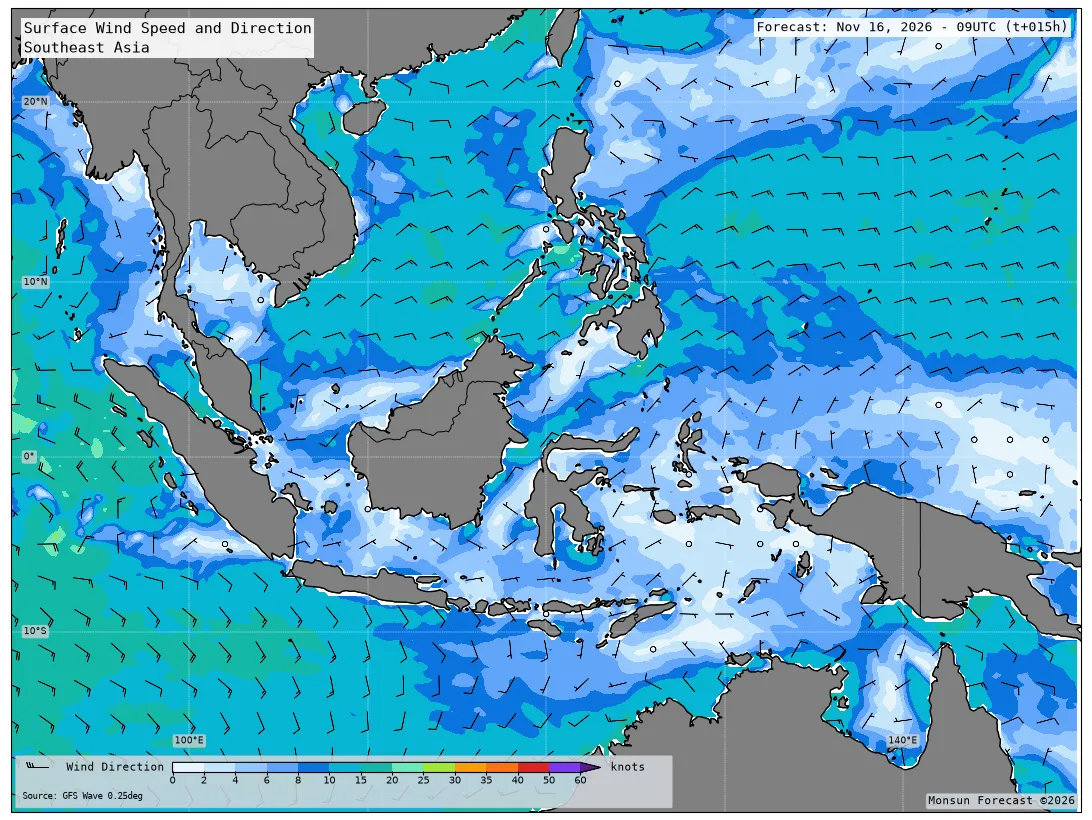 Surface Wind Speed and Direction
Southeast Asia
Forecast: Nov 16, 2026 - 09UTC (t+015h)
20°N
10°N
0°
10°S
100°E
140°E
Wind Direction
0 2 4 6 8 10 15 20 25 30 35 40 50 60
knots
Source: GFS Wave 0.25deg
Monsun Forecast ©2026